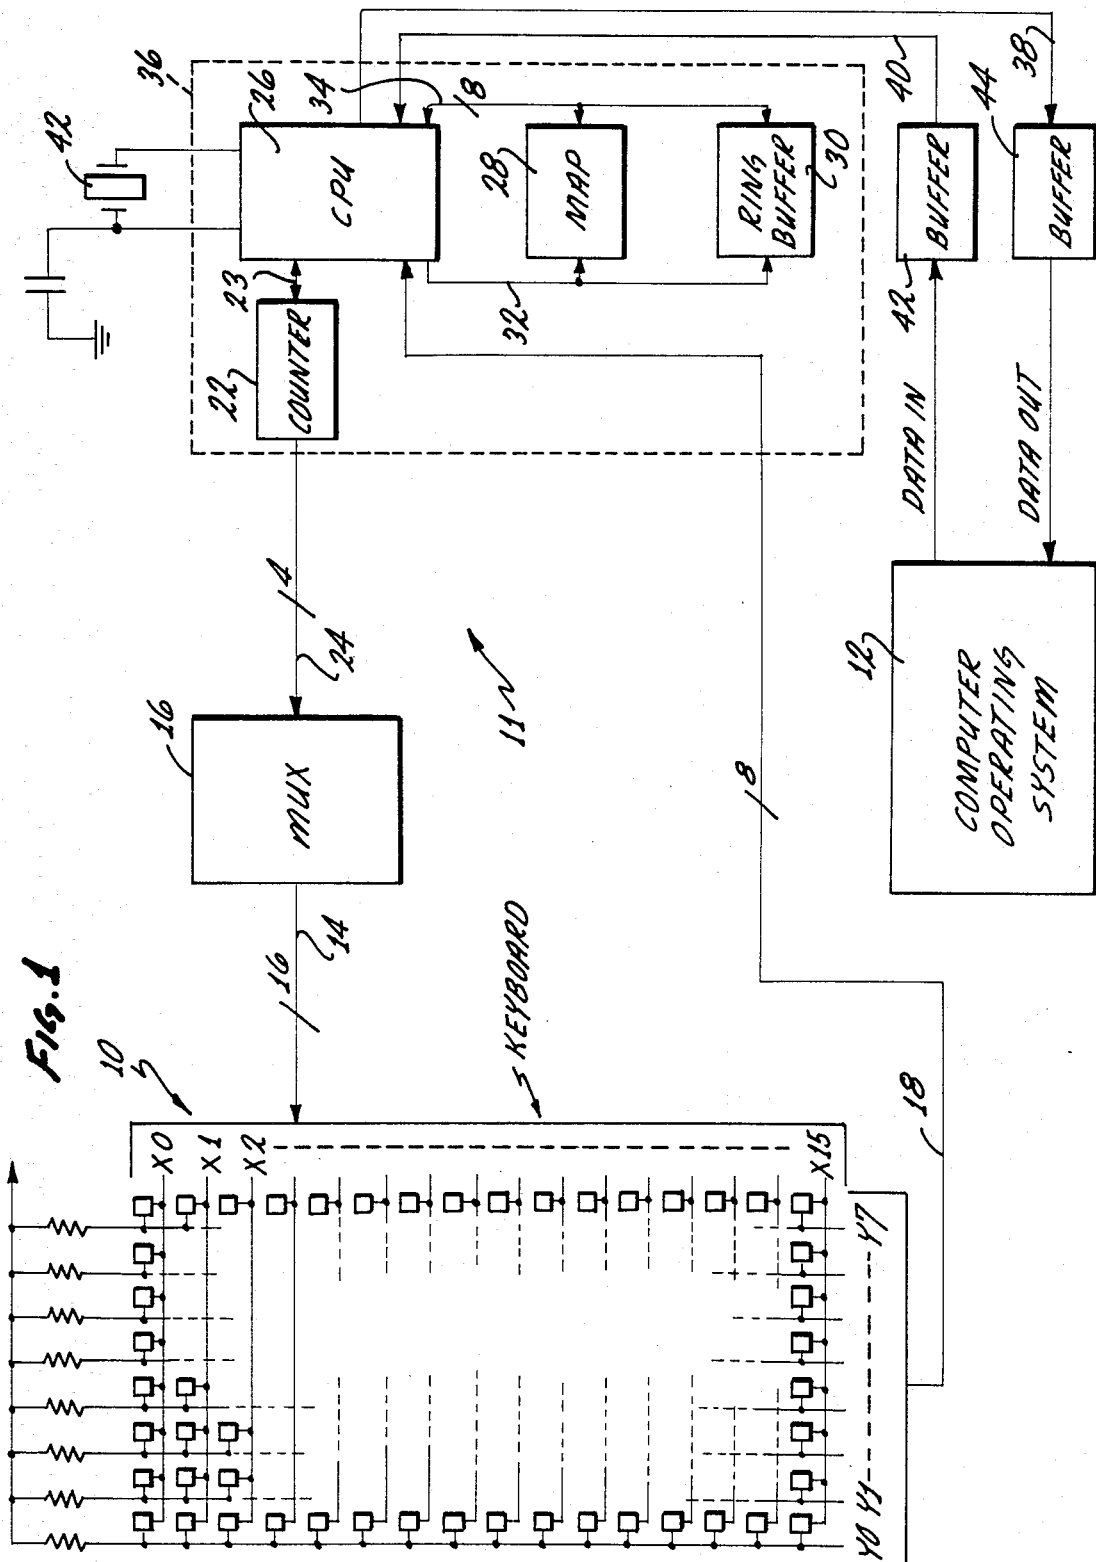 Fig. 1
10
X0
X1
X2
X15
Y0 Y1 Y7
KEYBOARD
16
14
MUX
16
4
24
11
8
18
36
42
COUNTER
22
23
CPU
26
34
8
32
MAP
28
RING
BUFFER
30
40
38
BUFFER
42
BUFFER
44
DATA IN
DATA OUT
COMPUTER
OPERATING
SYSTEM
12